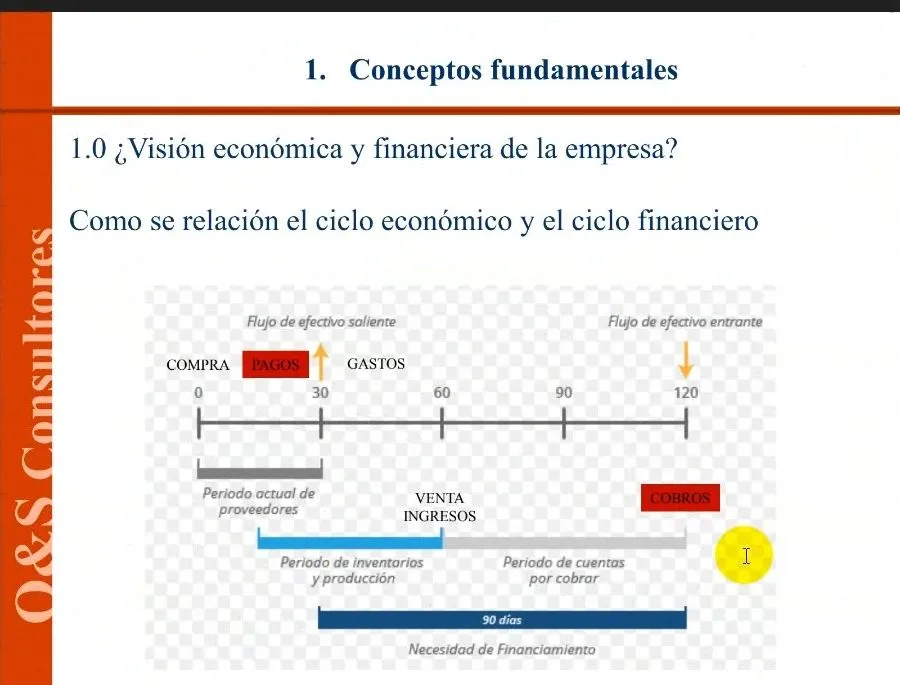 1. Conceptos fundamentales
1.0 ¿Visión económica y financiera de la empresa?
Como se relación el ciclo económico y el ciclo financiero
O&S Consultores
Flujo de efectivo saliente
Flujo de efectivo entrante
COMPRA PAGOS GASTOS
0 30 60 90 120
Periodo actual de
proveedores
VENTA
INGRESOS
COBROS
Periodo de inventarios
y producción
Periodo de cuentas
por cobrar
90 días
Necesidad de Financiamiento